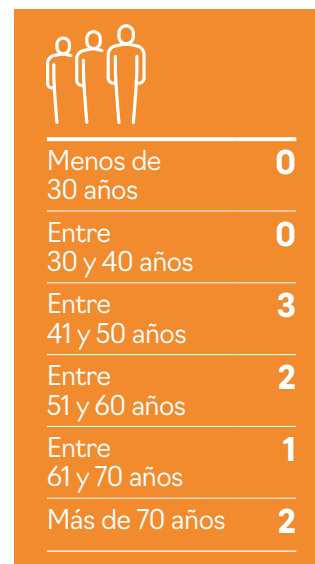 Menos de 0
30 años
Entre 0
30 y 40 años
Entre 3
41 y 50 años
Entre 2
51 y 60 años
Entre 1
61 y 70 años
Más de 70 años 2